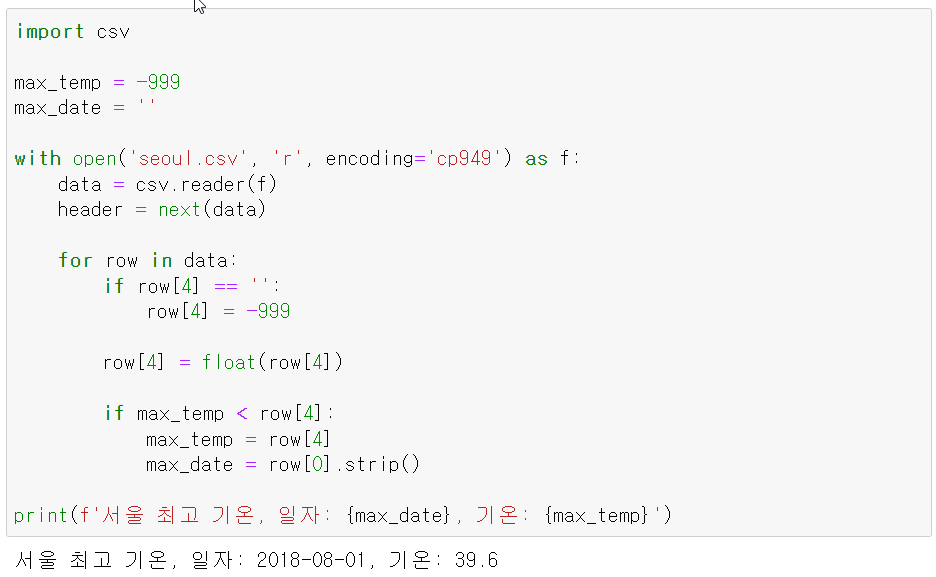 import csv
max_temp = -999
max_date = ''
with open('seoul.csv', 'r', encoding='cp949') as f:
    data = csv.reader(f)
    header = next(data)
    for row in data:
        if row[4] == '':
            row[4] = -999
        row[4] = float(row[4])
        if max_temp < row[4]:
            max_temp = row[4]
            max_date = row[0].strip()
print(f'서울 최고 기온, 일자: {max_date}, 기온: {max_temp}')
서울 최고 기온, 일자: 2018-08-01, 기온: 39.6